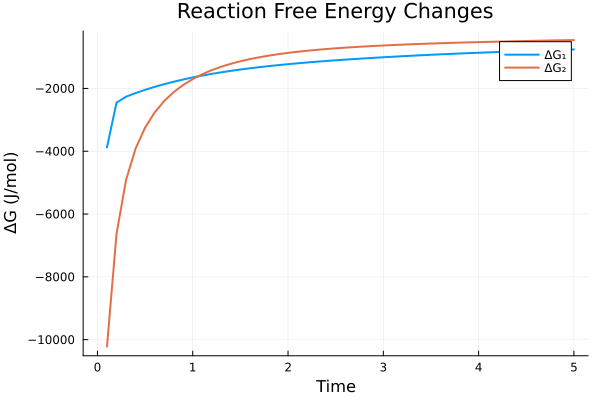 Reaction Free Energy Changes
ΔG₁
ΔG₂
ΔG (J/mol)
−2000
−4000
−6000
−8000
−10000
0 1 2 3 4 5
Time